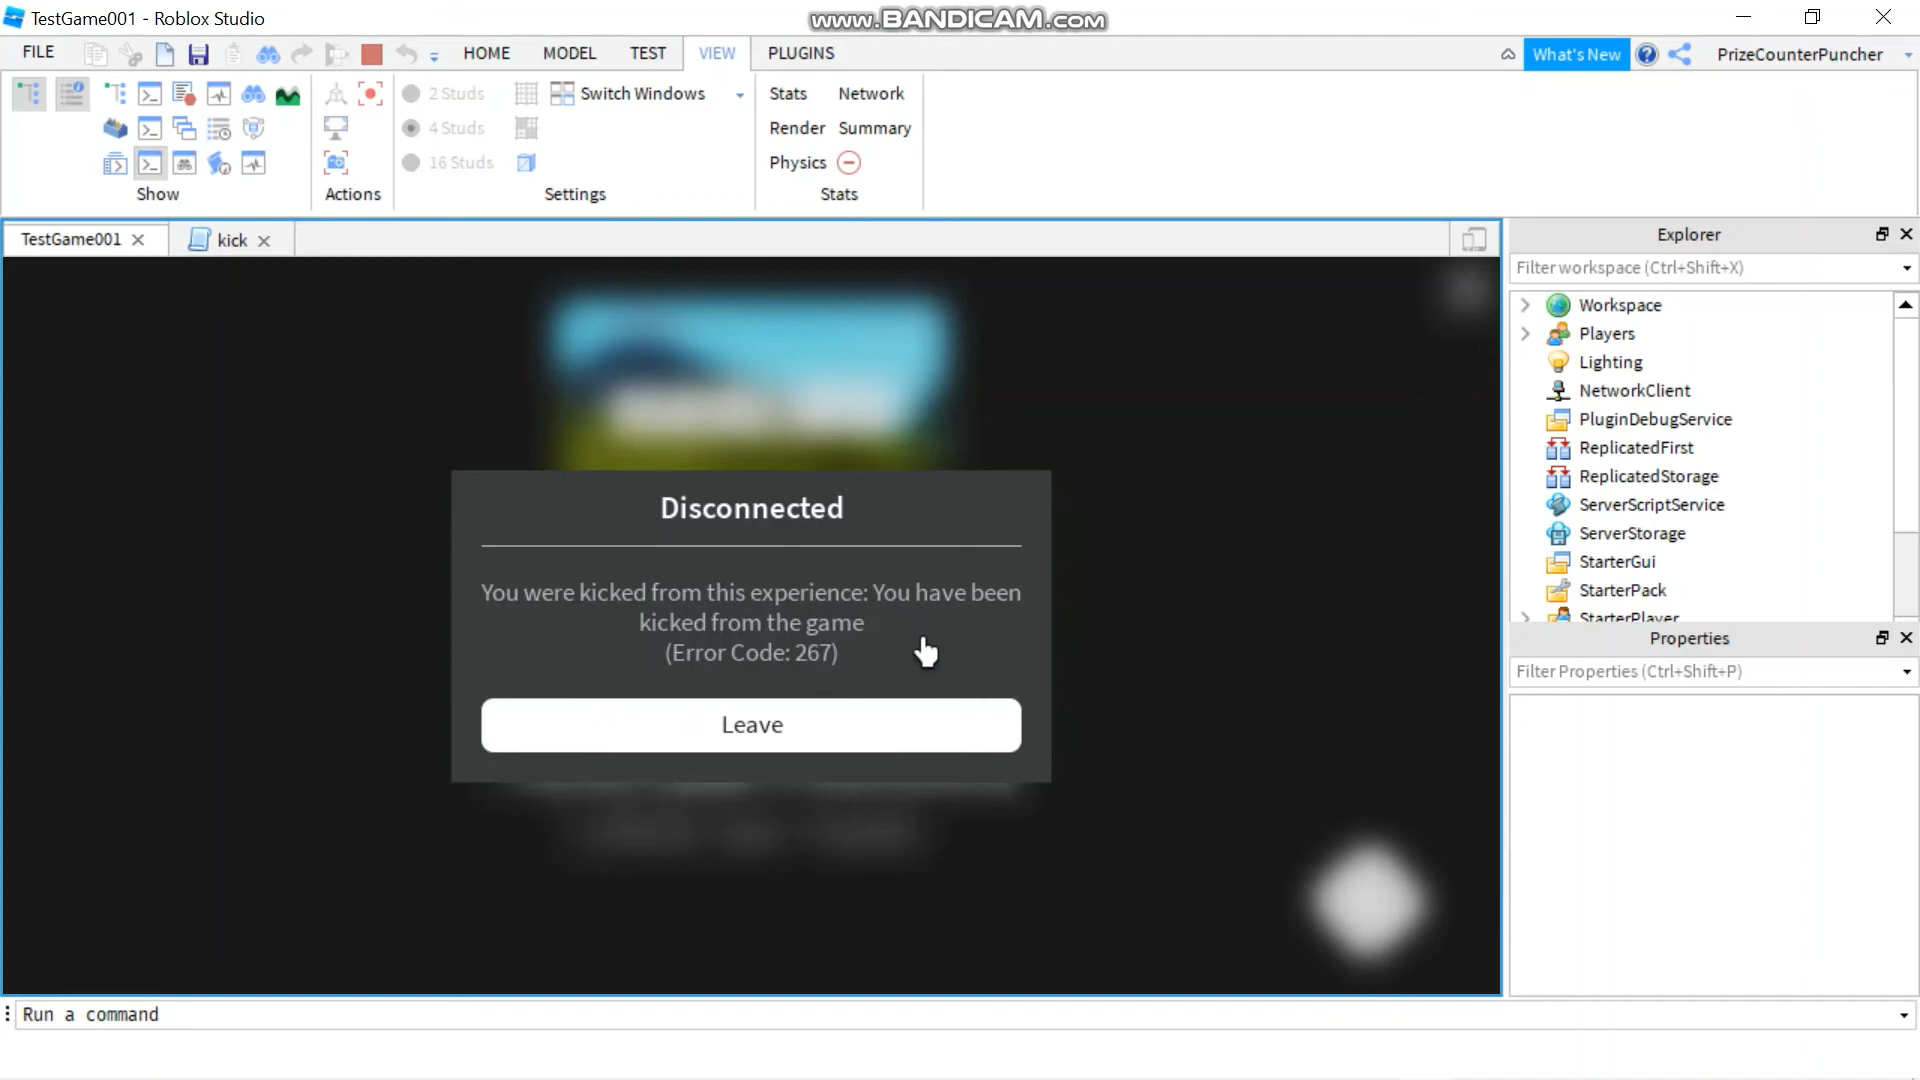 TestGame001 - Roblox Studio
www.BANDICAM.com
FILE
HOME
MODEL
TEST
VIEW
PLUGINS
What's New
PrizeCounterPuncher
2 Studs
Switch Windows
Stats
Network
4 Studs
Render
Summary
16 Studs
Physics
Show
Actions
Settings
Stats
TestGame001
kick
Explorer
Filter workspace (Ctrl+Shift+X)
Workspace
Players
Lighting
NetworkClient
PluginDebugService
ReplicatedFirst
ReplicatedStorage
ServerScriptService
ServerStorage
StarterGui
StarterPack
StarterPlayer
Properties
Filter Properties (Ctrl+Shift+P)
Disconnected
You were kicked from this experience: You have been
kicked from the game
(Error Code: 267)
Leave
Run a command